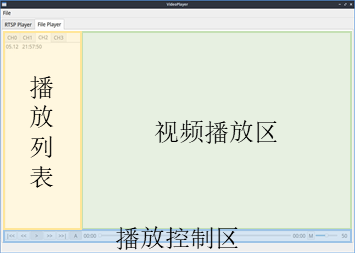 VideoPlayer
File
RTSP Player File Player
CH0 CH1 CH2 CH3
05.12 21:57:50
播放列表
视频播放区
播放控制区
|<< << > >> >>| A 00:00 00:00 M 50